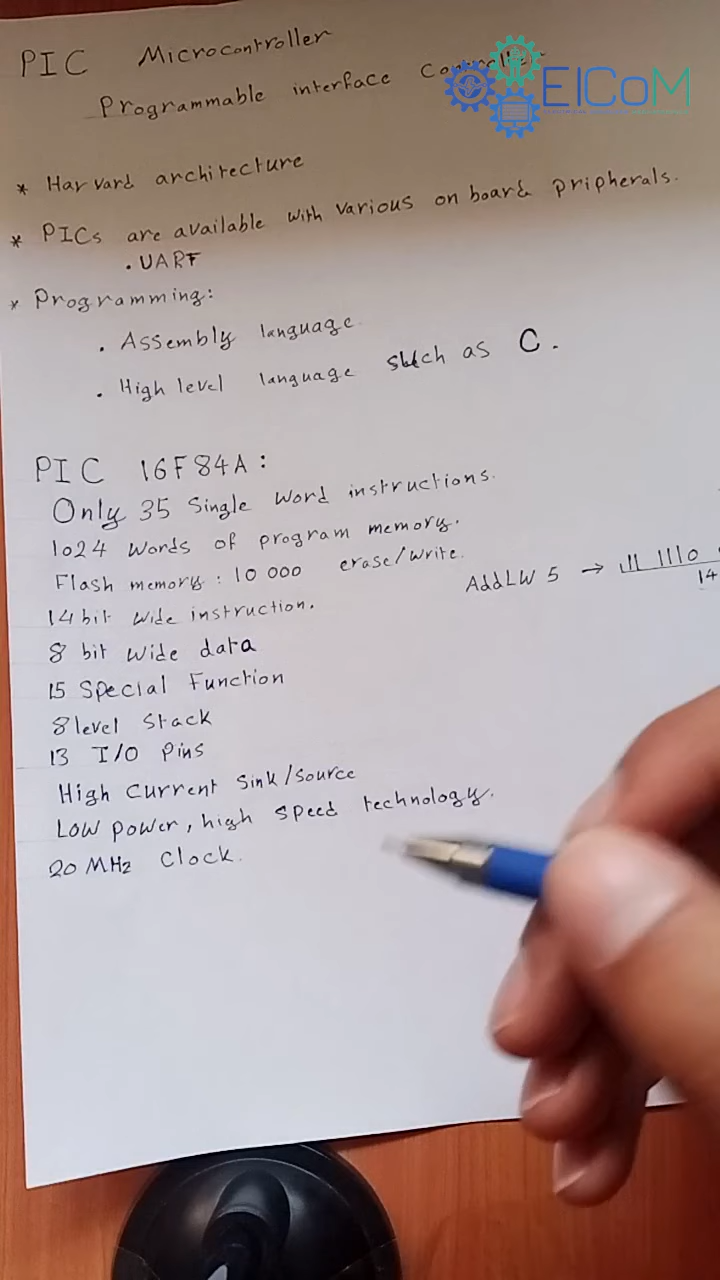 PIC Microcontroller
Programmable interface Controller
EICoM
* Harvard architecture
* PICs are available with various on board pripherals.
. UART
* Programming:
. Assembly language
. High level language such as C.
PIC 16F84A:
Only 35 Single Word instructions.
1024 Words of program memory.
Flash memory: 10 000 erase/write.
AddLW 5 → 11 1110
14
14 bit wide instruction.
8 bit wide data
15 Special Function
8 level Stack
13 I/O Pins
High Current Sink/Source
Low power, high speed technology.
20 MHz Clock.